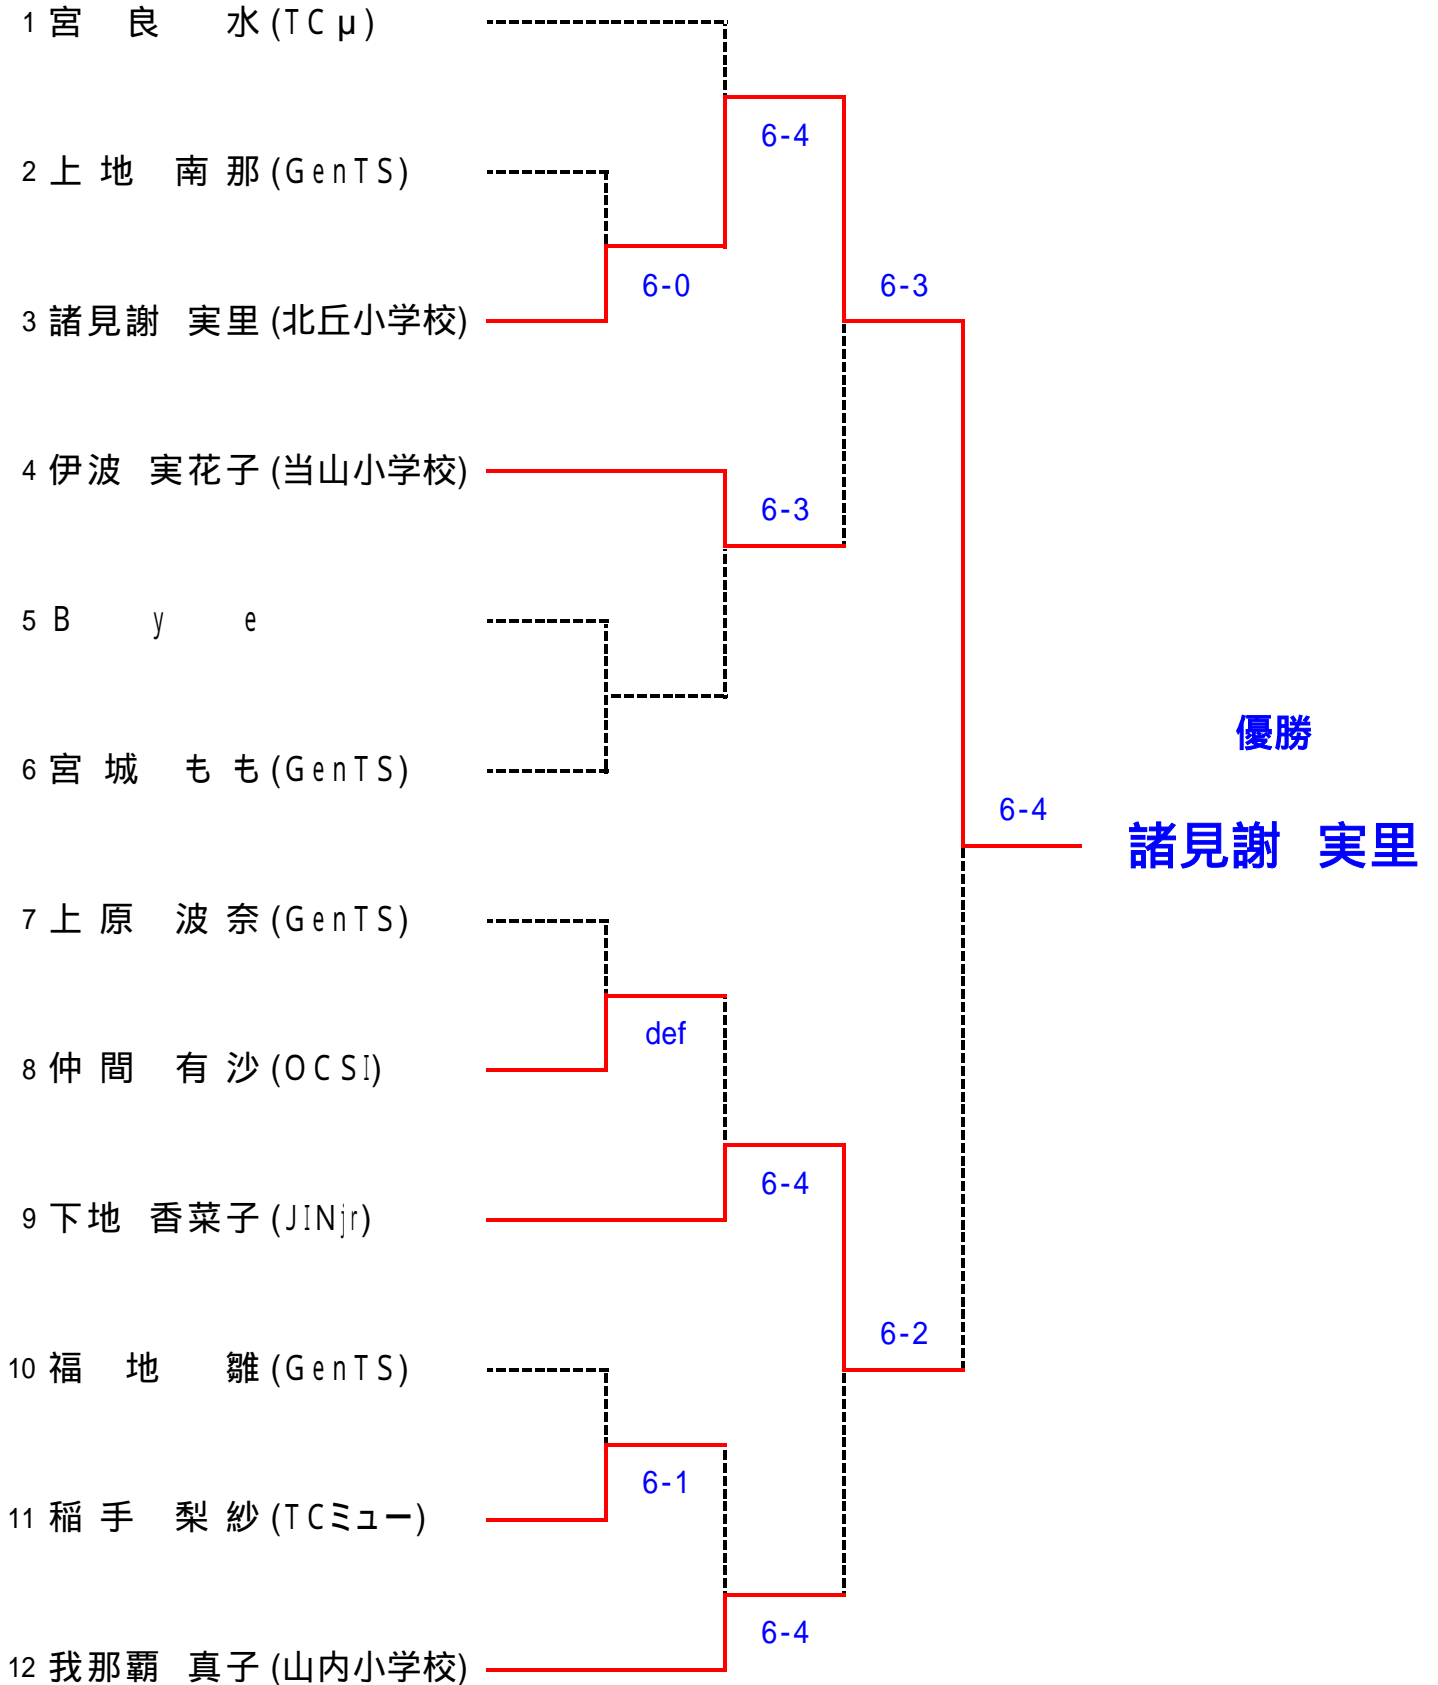 1 宮 良 水 (TCμ)
6-4
2 上地 南那 (GenTS)
6-0
6-3
3 諸見謝 実里 (北丘小学校)
4 伊波 実花子 (当山小学校)
6-3
5 B y e
優勝
6 宮城 もも (GenTS)
6-4
諸見謝 実里
7 上原 波奈 (GenTS)
def
8 仲間 有沙 (OCSI)
6-4
9 下地 香菜子 (JINjr)
6-2
10 福 地 雛 (GenTS)
6-1
11 稲手 梨紗 (TCミュー)
6-4
12 我那覇 真子 (山内小学校)